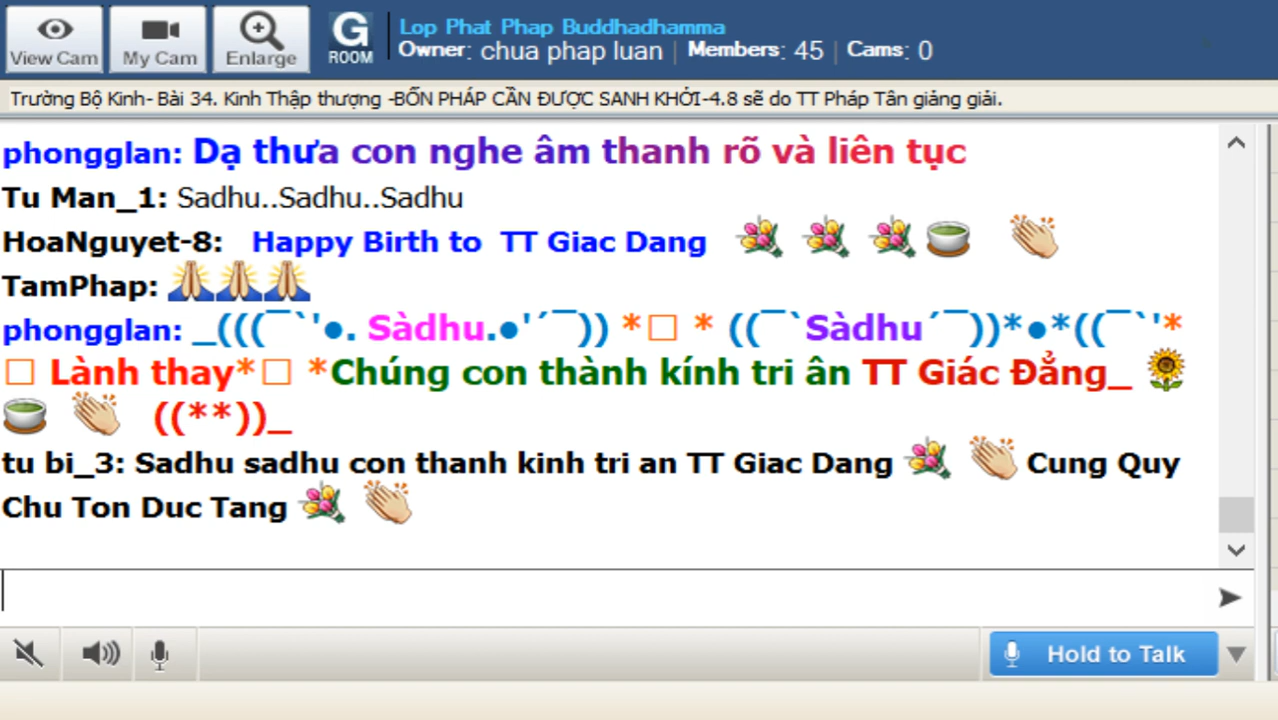 View Cam
My Cam
Enlarge
G
ROOM
Lop Phat Phap Buddhadhamma
Owner: chua phap luan | Members: 45 | Cams: 0
Trường Bộ Kinh- Bài 34. Kinh Thập thượng -BỐN PHÁP CẦN ĐƯỢC SANH KHỞI-4.8 sẽ do TT Pháp Tân giảng giải.
phongglan: Dạ thưa con nghe âm thanh rõ và liên tục
Tu Man_1: Sadhu..Sadhu..Sadhu
HoaNguyet-8: Happy Birth to TT Giac Dang
TamPhap:
phongglan: _(((¯`'●. Sàdhu.●'´¯)) *□ * ((¯`Sàdhu´¯))*●*((¯`'*
□ Lành thay*□ *Chúng con thành kính tri ân TT Giác Đẳng_
((**))_
tu bi_3: Sadhu sadhu con thanh kinh tri an TT Giac Dang Cung Quy
Chu Ton Duc Tang
Hold to Talk